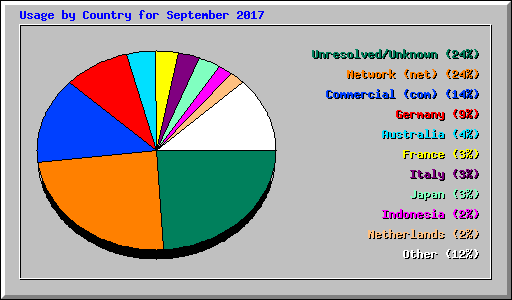 Usage by Country for September 2017
Unresolved/Unknown (24%)
Network (net) (24%)
Commercial (com) (14%)
Germany (9%)
Australia (4%)
France (3%)
Italy (3%)
Japan (3%)
Indonesia (2%)
Netherlands (2%)
Other (12%)